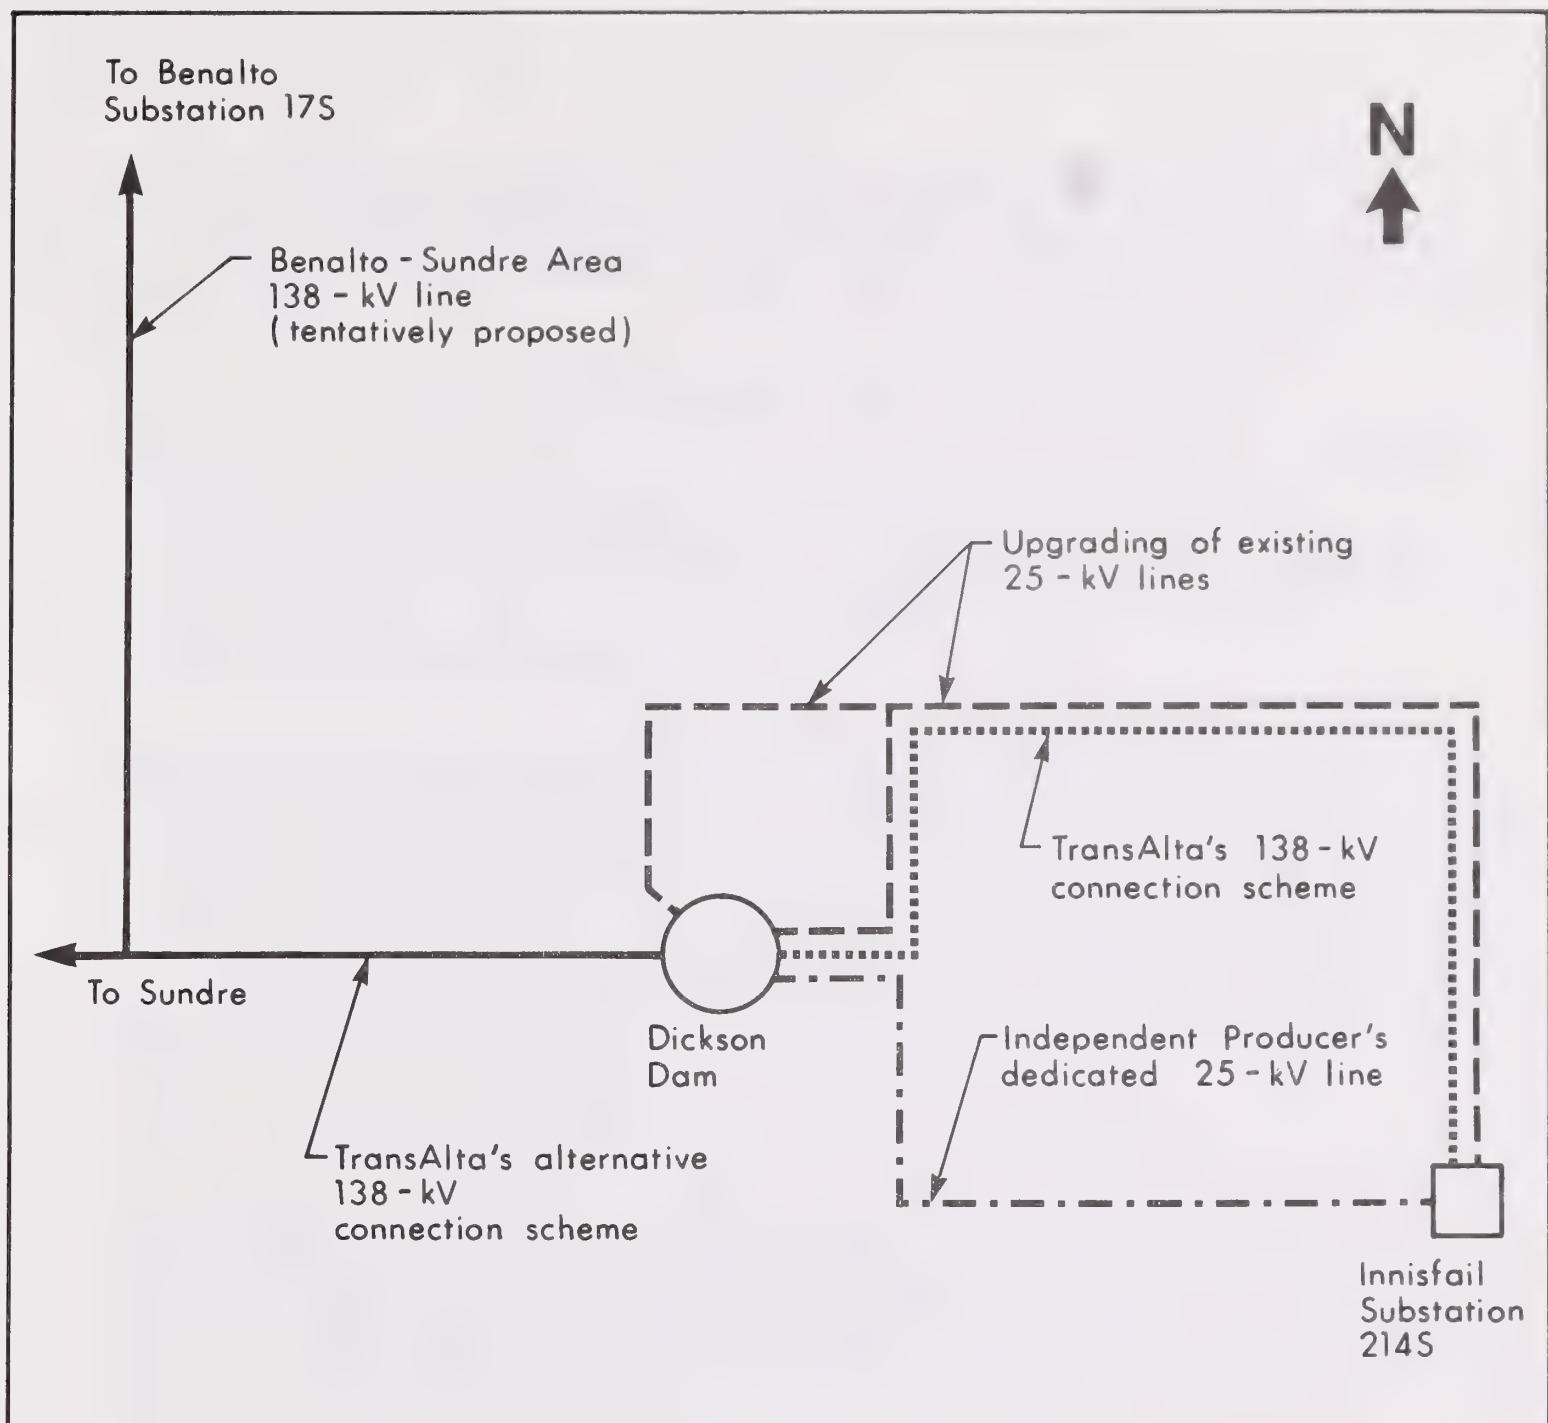 To Benalto
Substation 17S
N
Benalto - Sundre Area
138 - kV line
(tentatively proposed)
Upgrading of existing
25 - kV lines
TransAlta's 138 - kV
connection scheme
To Sundre
Dickson
Dam
Independent Producer's
dedicated 25 - kV line
TransAlta's alternative
138 - kV
connection scheme
Innisfail
Substation
214S